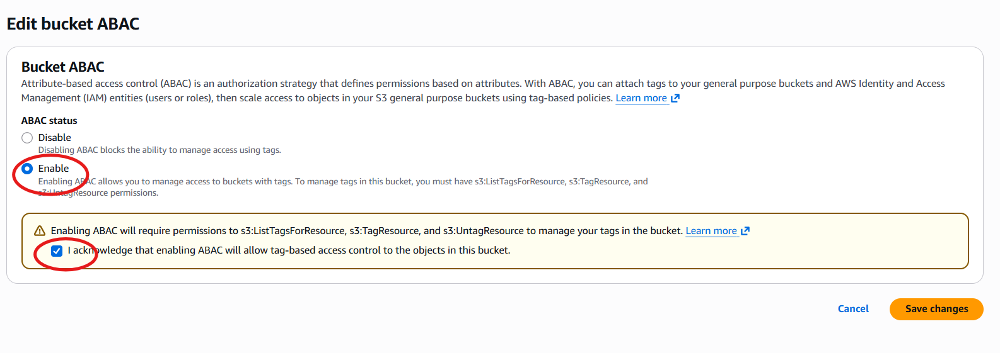 Edit bucket ABAC
Bucket ABAC
Attribute-based access control (ABAC) is an authorization strategy that defines permissions based on attributes. With ABAC, you can attach tags to your general purpose buckets and AWS Identity and Access
Management (IAM) entities (users or roles), then scale access to objects in your S3 general purpose buckets using tag-based policies. Learn more
ABAC status
Disable
Disabling ABAC blocks the ability to manage access using tags.
Enable
Enabling ABAC allows you to manage access to buckets with tags. To manage tags in this bucket, you must have s3:ListTagsForResource, s3:TagResource, and
s3:UntagResource permissions.
Enabling ABAC will require permissions to s3:ListTagsForResource, s3:TagResource, and s3:UntagResource to manage your tags in the bucket. Learn more
I acknowledge that enabling ABAC will allow tag-based access control to the objects in this bucket.
Cancel Save changes